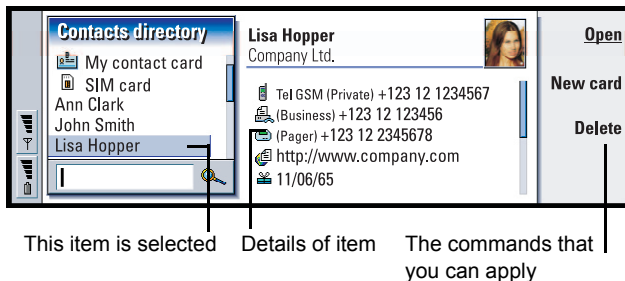 Contacts directory
My contact card
SIM card
Ann Clark
John Smith
Lisa Hopper
Lisa Hopper
Company Ltd.
Tel GSM (Private) +123 12 1234567
(Business) +123 12 123456
(Pager) +123 12 2345678
http://www.company.com
11/06/65
Open
New card
Delete
This item is selected
Details of item
The commands that
you can apply